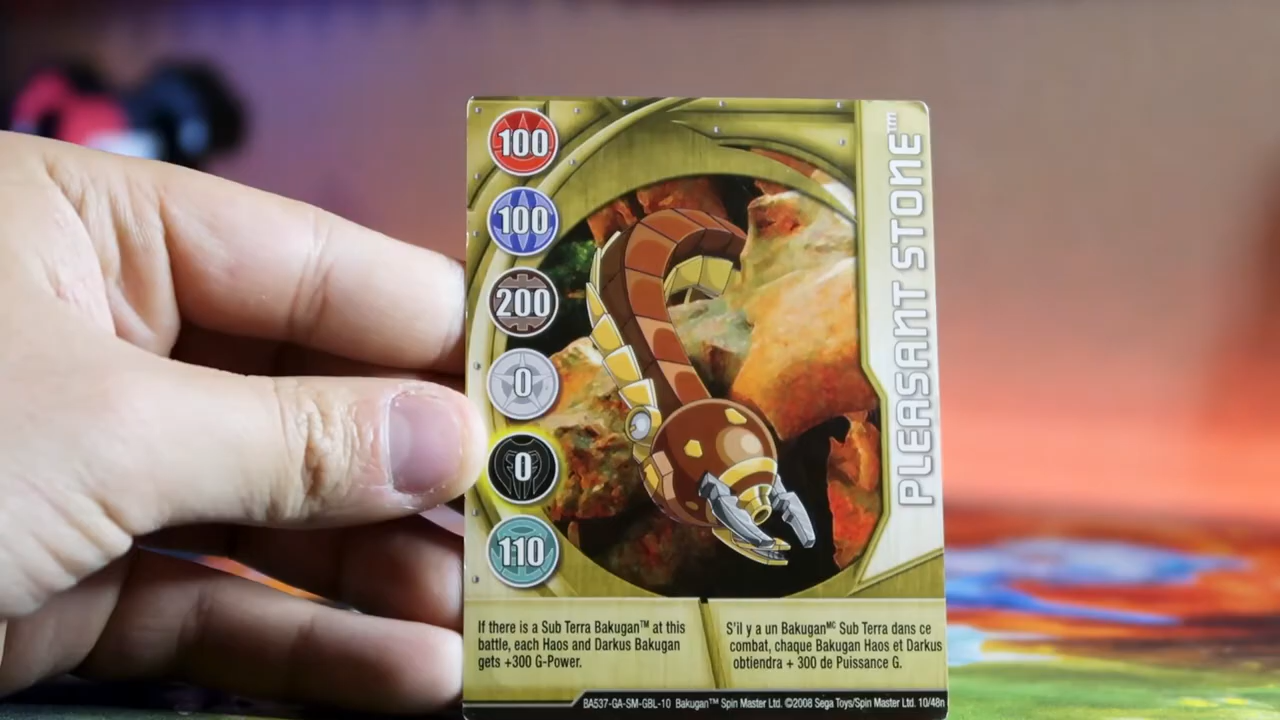 100
100
200
0
0
110
PLEASANT STONE™
If there is a Sub Terra Bakugan™ at this
battle, each Haos and Darkus Bakugan
gets +300 G-Power.
S'il y a un Bakuganᴹᶜ Sub Terra dans ce
combat, chaque Bakugan Haos et Darkus
obtiendra + 300 de Puissance G.
BA537-GA-SM-GBL-10 Bakugan™ Spin Master Ltd. ©2008 Sega Toys/Spin Master Ltd. 10/48n